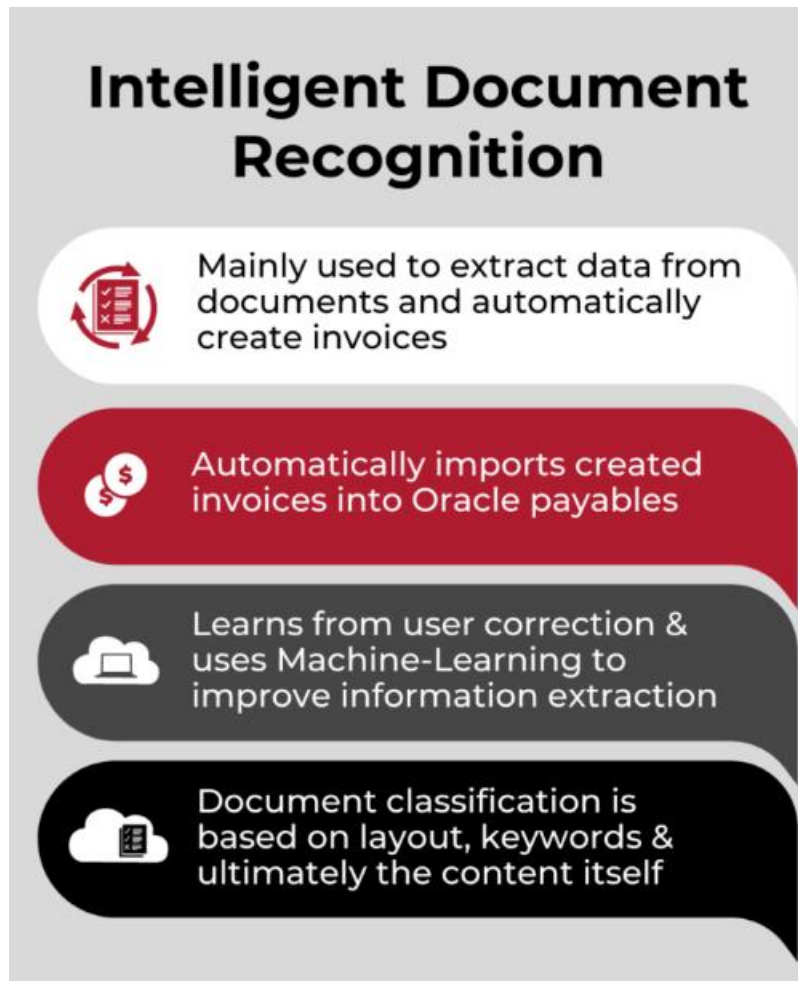 Intelligent Document
Recognition
Mainly used to extract data from
documents and automatically
create invoices
$
$
Automatically imports created
invoices into Oracle payables
Learns from user correction &
uses Machine-Learning to
improve information extraction
Document classification is
based on layout, keywords &
ultimately the content itself